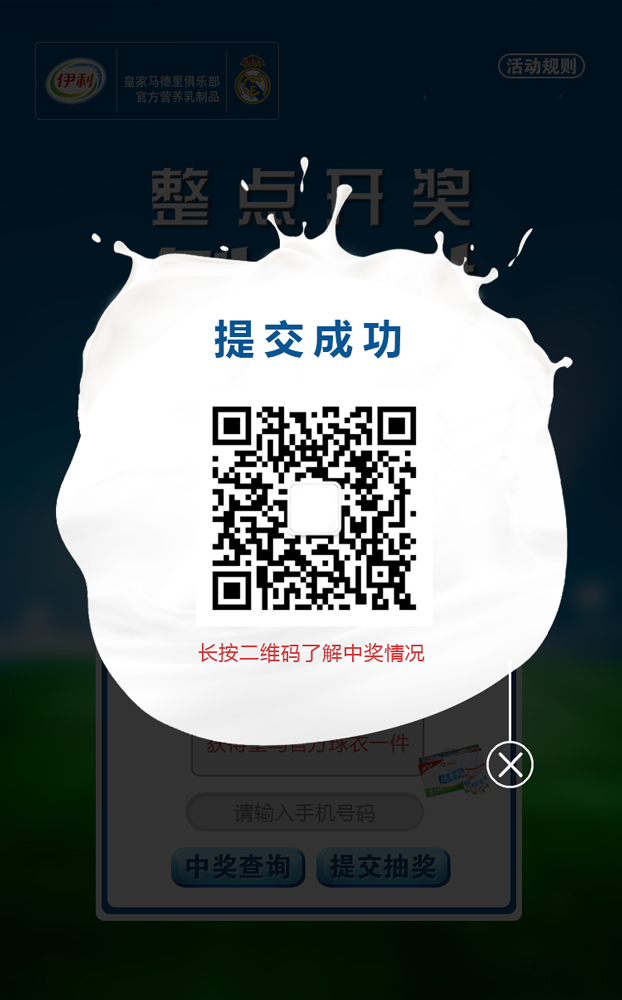 伊利
皇家马德里俱乐部
官方营养乳制品
活动规则
整点开奖
提交成功
长按二维码了解中奖情况
获得皇马官方球衣一件
请输入手机号码
中奖查询
提交抽奖